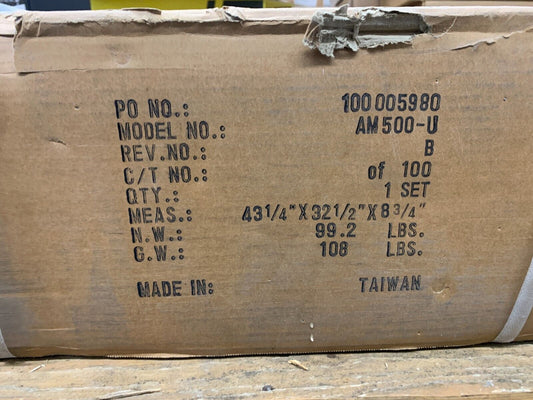 PO NO.: 100005980
MODEL NO.: AM500-U
REV.NO.: B
C/T NO.: of 100
QTY.: 1 SET
MEAS.: 43 1/4" X 32 1/2" X 8 3/4"
N.W.: 99.2 LBS.
G.W.: 108 LBS.
MADE IN: TAIWAN